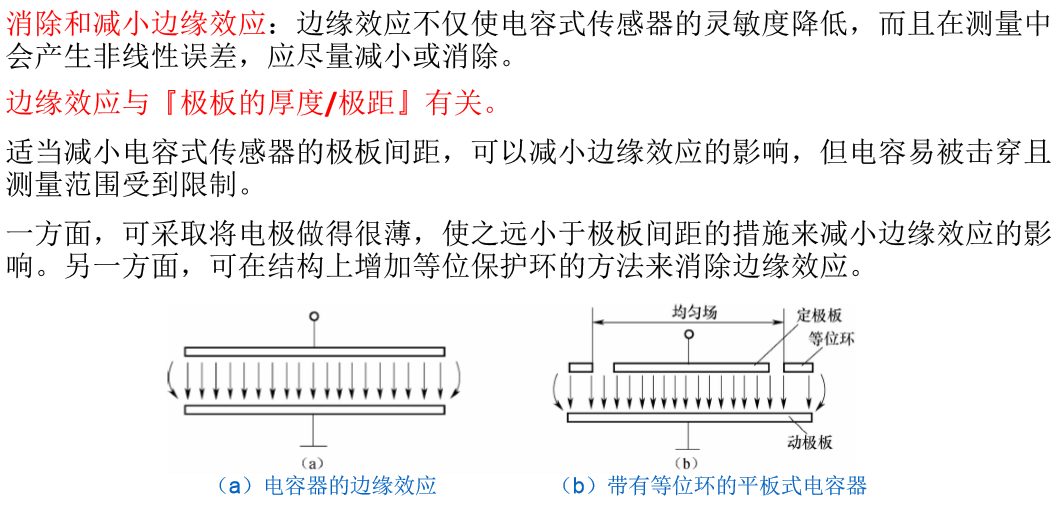 消除和减小边缘效应：边缘效应不仅使电容式传感器的灵敏度降低，而且在测量中
会产生非线性误差，应尽量减小或消除。
边缘效应与『极板的厚度/极距』有关。
适当减小电容式传感器的极板间距，可以减小边缘效应的影响，但电容易被击穿且
测量范围受到限制。
一方面，可采取将电极做得很薄，使之远小于极板间距的措施来减小边缘效应的影
响。另一方面，可在结构上增加等位保护环的方法来消除边缘效应。
均匀场
定极板
等位环
动极板
（a）
（b）
（a）电容器的边缘效应
（b）带有等位环的平板式电容器